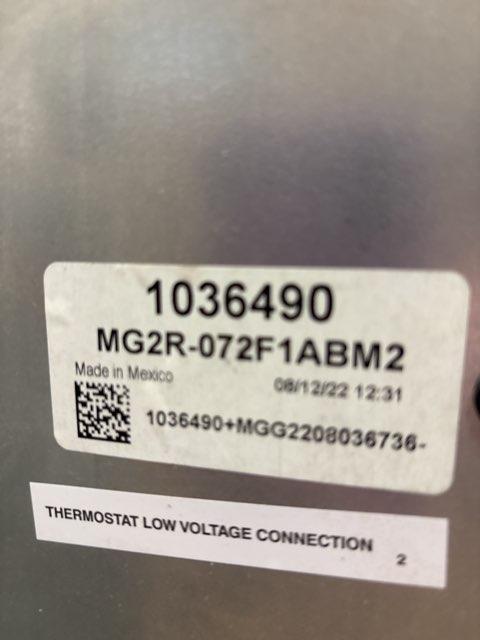 1036490
MG2R-072F1ABM2
Made in Mexico
08/12/22 12:31
1036490+MGG2208036736-
THERMOSTAT LOW VOLTAGE CONNECTION 2